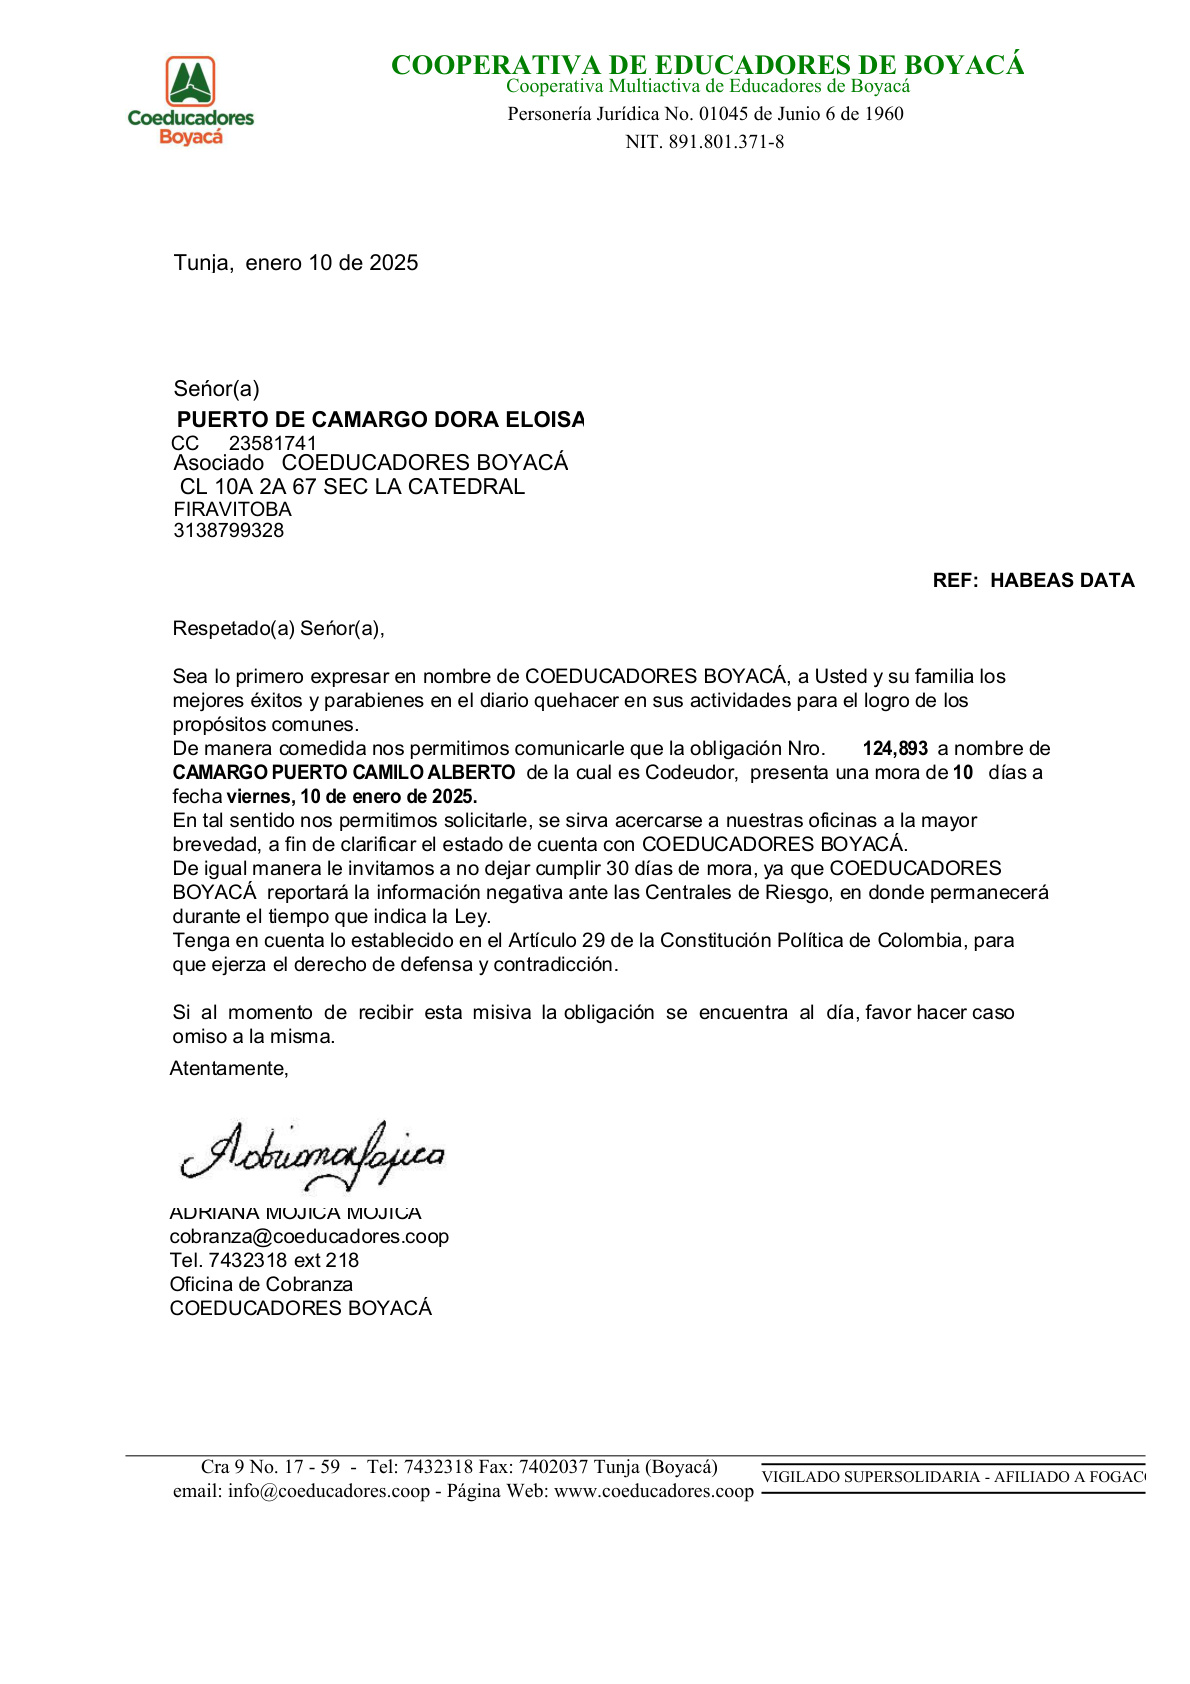 Coeducadores
Boyacá
COOPERATIVA DE EDUCADORES DE BOYACÁ
Cooperativa Multiactiva de Educadores de Boyacá
Personería Jurídica No. 01045 de Junio 6 de 1960
NIT. 891.801.371-8
Tunja, enero 10 de 2025
Seńor(a)
PUERTO DE CAMARGO DORA ELOISA
CC 23581741
Asociado COEDUCADORES BOYACÁ
CL 10A 2A 67 SEC LA CATEDRAL
FIRAVITOBA
3138799328
REF: HABEAS DATA
Respetado(a) Seńor(a),
Sea lo primero expresar en nombre de COEDUCADORES BOYACÁ, a Usted y su familia los
mejores éxitos y parabienes en el diario quehacer en sus actividades para el logro de los
propósitos comunes.
De manera comedida nos permitimos comunicarle que la obligación Nro. 124,893 a nombre de
CAMARGO PUERTO CAMILO ALBERTO de la cual es Codeudor, presenta una mora de 10 días a
fecha viernes, 10 de enero de 2025.
En tal sentido nos permitimos solicitarle, se sirva acercarse a nuestras oficinas a la mayor
brevedad, a fin de clarificar el estado de cuenta con COEDUCADORES BOYACÁ.
De igual manera le invitamos a no dejar cumplir 30 días de mora, ya que COEDUCADORES
BOYACÁ reportará la información negativa ante las Centrales de Riesgo, en donde permanecerá
durante el tiempo que indica la Ley.
Tenga en cuenta lo establecido en el Artículo 29 de la Constitución Política de Colombia, para
que ejerza el derecho de defensa y contradicción.
Si al momento de recibir esta misiva la obligación se encuentra al día, favor hacer caso
omiso a la misma.
Atentamente,
ADRIANA MOJICA MOJICA
cobranza@coeducadores.coop
Tel. 7432318 ext 218
Oficina de Cobranza
COEDUCADORES BOYACÁ
Cra 9 No. 17 - 59 - Tel: 7432318 Fax: 7402037 Tunja (Boyacá)
email: info@coeducadores.coop - Página Web: www.coeducadores.coop
VIGILADO SUPERSOLIDARIA - AFILIADO A FOGAC